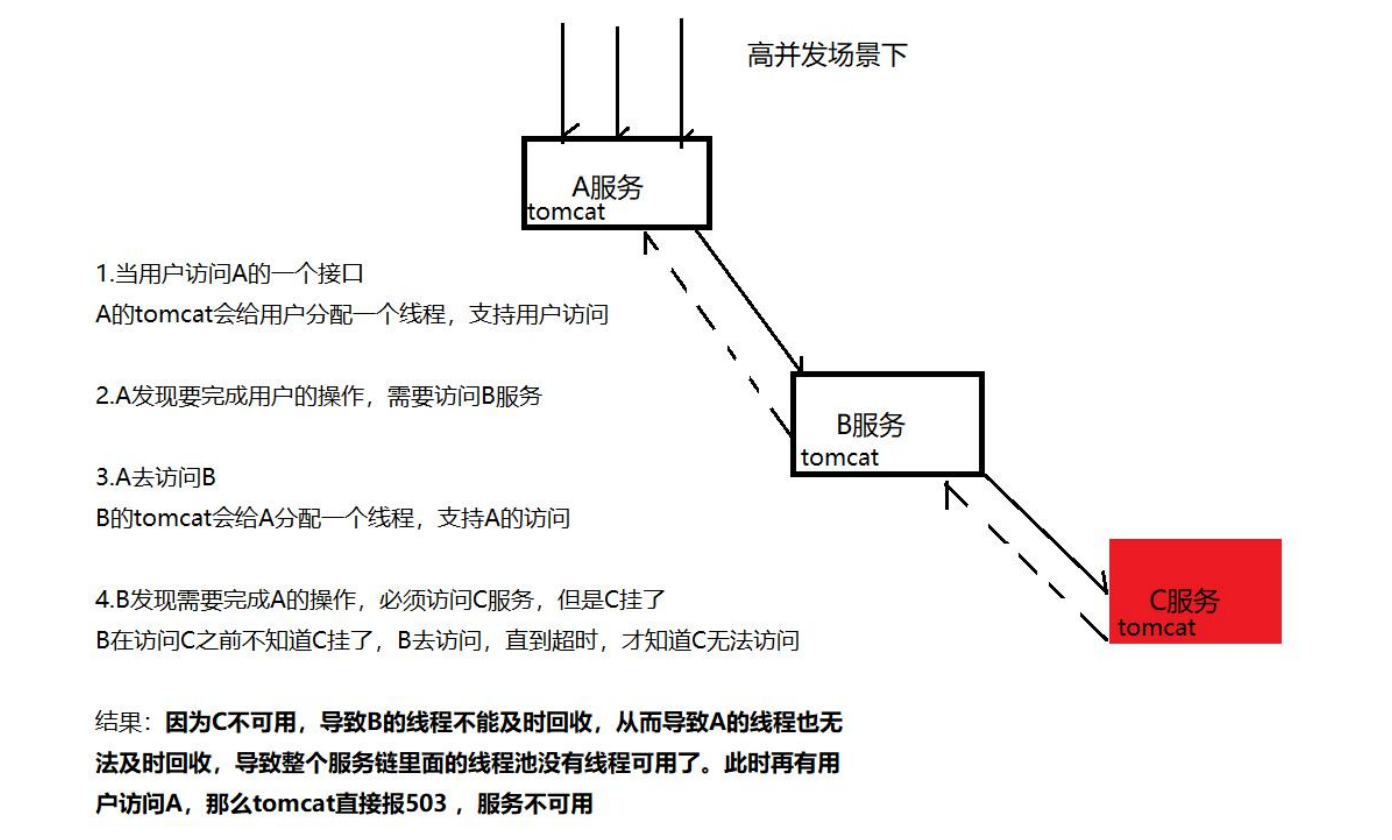 高并发场景下
A服务
tomcat
1.当用户访问A的一个接口
A的tomcat会给用户分配一个线程，支持用户访问
2.A发现要完成用户的操作，需要访问B服务
B服务
tomcat
3.A去访问B
B的tomcat会给A分配一个线程，支持A的访问
4.B发现需要完成A的操作，必须访问C服务，但是C挂了
B在访问C之前不知道C挂了，B去访问，直到超时，才知道C无法访问
C服务
tomcat
结果：因为C不可用，导致B的线程不能及时回收，从而导致A的线程也无
法及时回收，导致整个服务链里面的线程池没有线程可用了。此时再有用
户访问A，那么tomcat直接报503 ，服务不可用